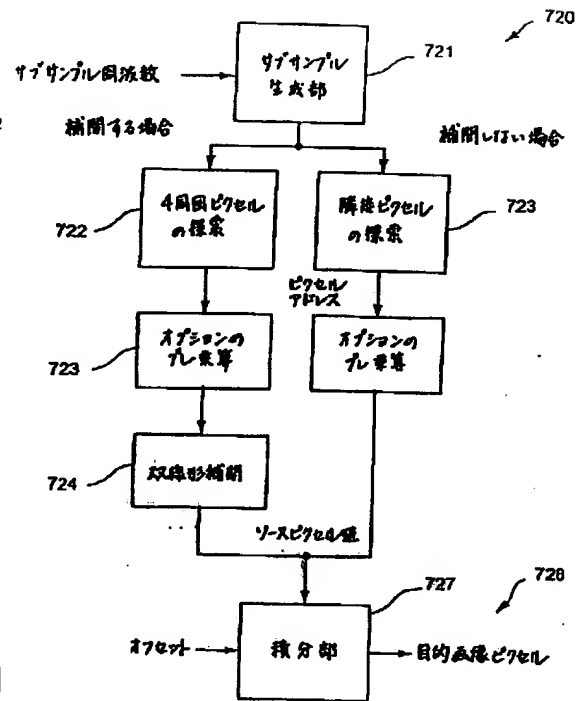 720
サブサンプル周波数
サブサンプル
生成部
721
補間する場合
補間しない場合
722
4周囲ピクセル
の探索
隣接ピクセル
の探索
723
ピクセル
アドレス
723
オプションの
プレ乗算
オプションの
プレ乗算
724
双線形補間
ソースピクセル値
727
728
オフセット
積分部
目的画像ピクセル